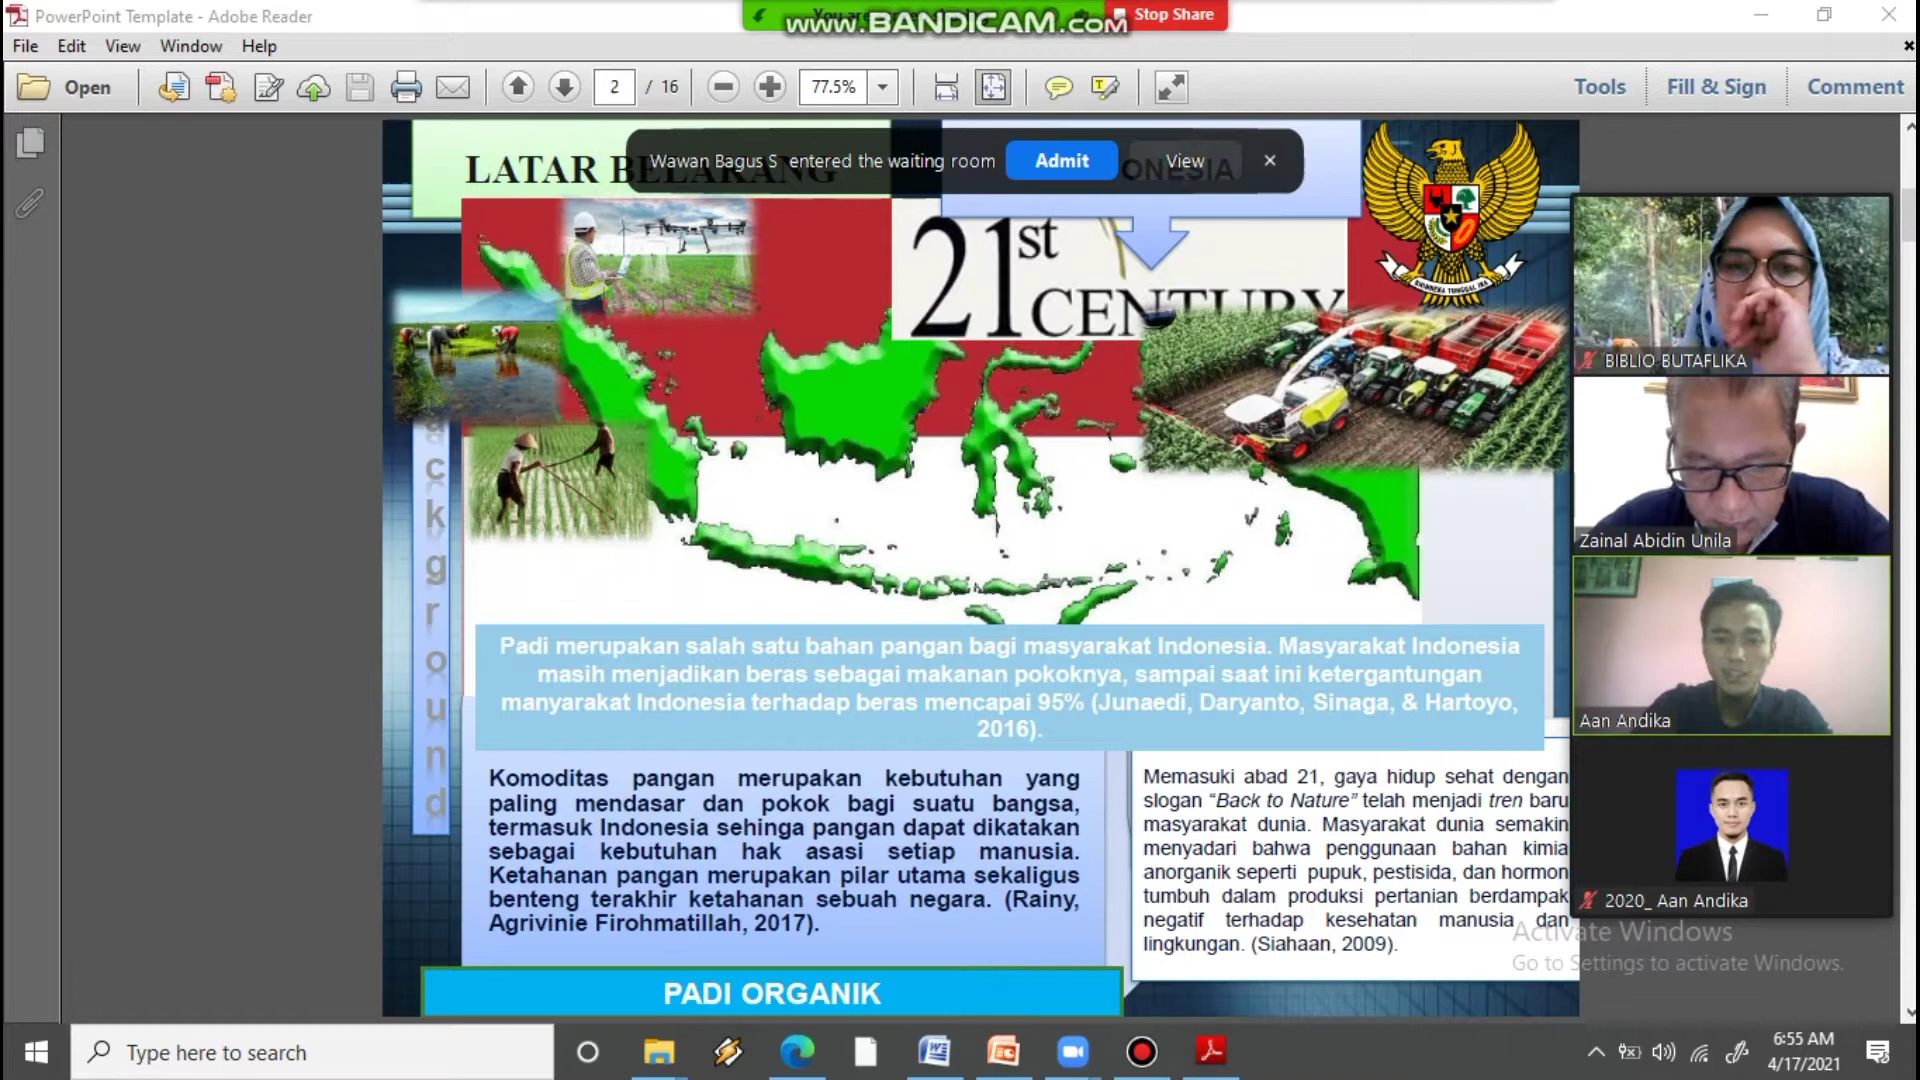 PowerPoint Template - Adobe Reader
www.BANDICAM.com
Stop Share
File Edit View Window Help
Open
2 / 16
77.5%
Tools
Fill & Sign
Comment
LATAR BELAKANG
Wawan Bagus S entered the waiting room
Admit
View
ONESIA
21st
CENTURY
BHINNEKA TUNGGAL IKA
ckground
Padi merupakan salah satu bahan pangan bagi masyarakat Indonesia. Masyarakat Indonesia
masih menjadikan beras sebagai makanan pokoknya, sampai saat ini ketergantungan
manyarakat Indonesia terhadap beras mencapai 95% (Junaedi, Daryanto, Sinaga, & Hartoyo,
2016).
Komoditas pangan merupakan kebutuhan yang
paling mendasar dan pokok bagi suatu bangsa,
termasuk Indonesia sehinga pangan dapat dikatakan
sebagai kebutuhan hak asasi setiap manusia.
Ketahanan pangan merupakan pilar utama sekaligus
benteng terakhir ketahanan sebuah negara. (Rainy,
Agrivinie Firohmatillah, 2017).
Memasuki abad 21, gaya hidup sehat dengan
slogan “Back to Nature” telah menjadi tren baru
masyarakat dunia. Masyarakat dunia semakin
menyadari bahwa penggunaan bahan kimia
anorganik seperti pupuk, pestisida, dan hormon
tumbuh dalam produksi pertanian berdampak
negatif terhadap kesehatan manusia dan
lingkungan. (Siahaan, 2009).
PADI ORGANIK
BIBLIO BUTAFLIKA
Zainal Abidin Unila
Aan Andika
2020_ Aan Andika
Activate Windows
Go to Settings to activate Windows.
Type here to search
6:55 AM
4/17/2021